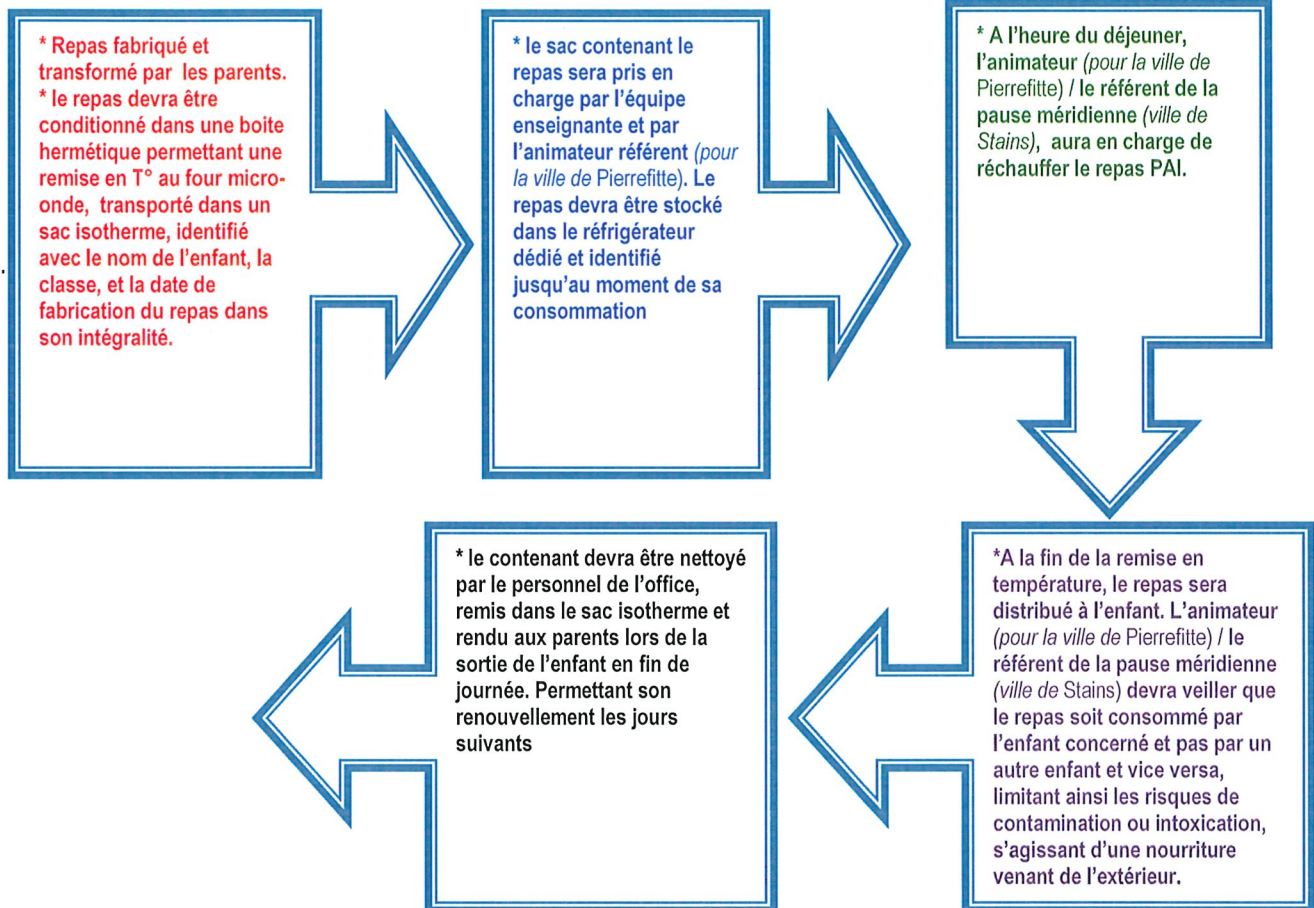 * Repas fabriqué et
transformé par les parents.
* le repas devra être
conditionné dans une boite
hermétique permettant une
remise en T° au four micro-
onde, transporté dans un
sac isotherme, identifié
avec le nom de l'enfant, la
classe, et la date de
fabrication du repas dans
son intégralité.
* le sac contenant le
repas sera pris en
charge par l'équipe
enseignante et par
l'animateur référent (pour
la ville de Pierrefitte). Le
repas devra être stocké
dans le réfrigérateur
dédié et identifié
jusqu'au moment de sa
consommation
* A l'heure du déjeuner,
l'animateur (pour la ville de
Pierrefitte) / le référent de la
pause méridienne (ville de
Stains), aura en charge de
réchauffer le repas PAI.
*A la fin de la remise en
température, le repas sera
distribué à l'enfant. L'animateur
(pour la ville de Pierrefitte) / le
référent de la pause méridienne
(ville de Stains) devra veiller que
le repas soit consommé par
l'enfant concerné et pas par un
autre enfant et vice versa,
limitant ainsi les risques de
contamination ou intoxication,
s'agissant d'une nourriture
venant de l'extérieur.
* le contenant devra être nettoyé
par le personnel de l'office,
remis dans le sac isotherme et
rendu aux parents lors de la
sortie de l'enfant en fin de
journée. Permettant son
renouvellement les jours
suivants